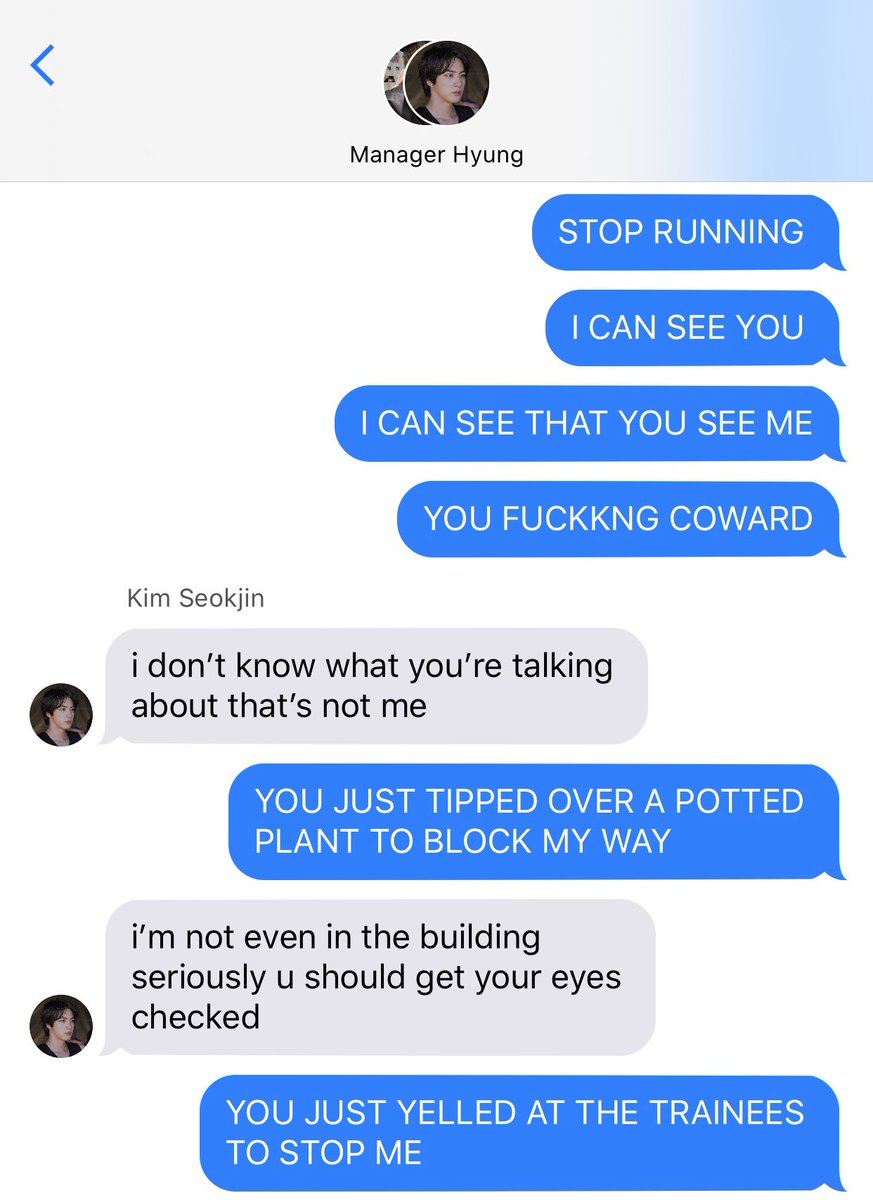 Manager Hyung
STOP RUNNING
I CAN SEE YOU
I CAN SEE THAT YOU SEE ME
YOU FUCKKNG COWARD
Kim Seokjin
i don’t know what you’re talking
about that’s not me
YOU JUST TIPPED OVER A POTTED
PLANT TO BLOCK MY WAY
i’m not even in the building
seriously u should get your eyes
checked
YOU JUST YELLED AT THE TRAINEES
TO STOP ME